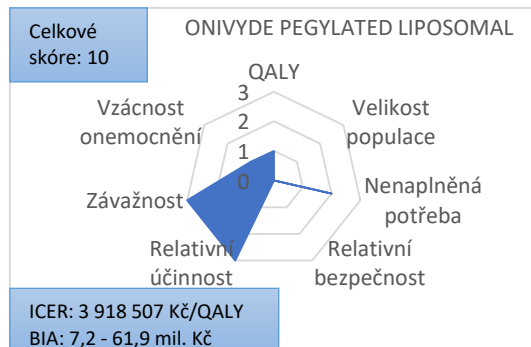 Celkové
skóre: 10
ONIVYDE PEGYLATED LIPOSOMAL
QALY
Velikost
populace
Nenaplněná
potřeba
Relativní
bezpečnost
Relativní
účinnost
Závažnost
Vzácnost
onemocnění
3
2
1
0
ICER: 3 918 507 Kč/QALY
BIA: 7,2 - 61,9 mil. Kč